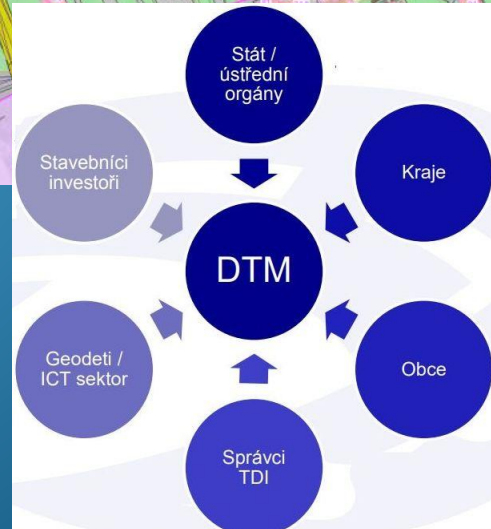 Stát /
ústřední
orgány
Stavebníci
investoři
Kraje
DTM
Geodeti /
ICT sektor
Obce
Správci
TDI